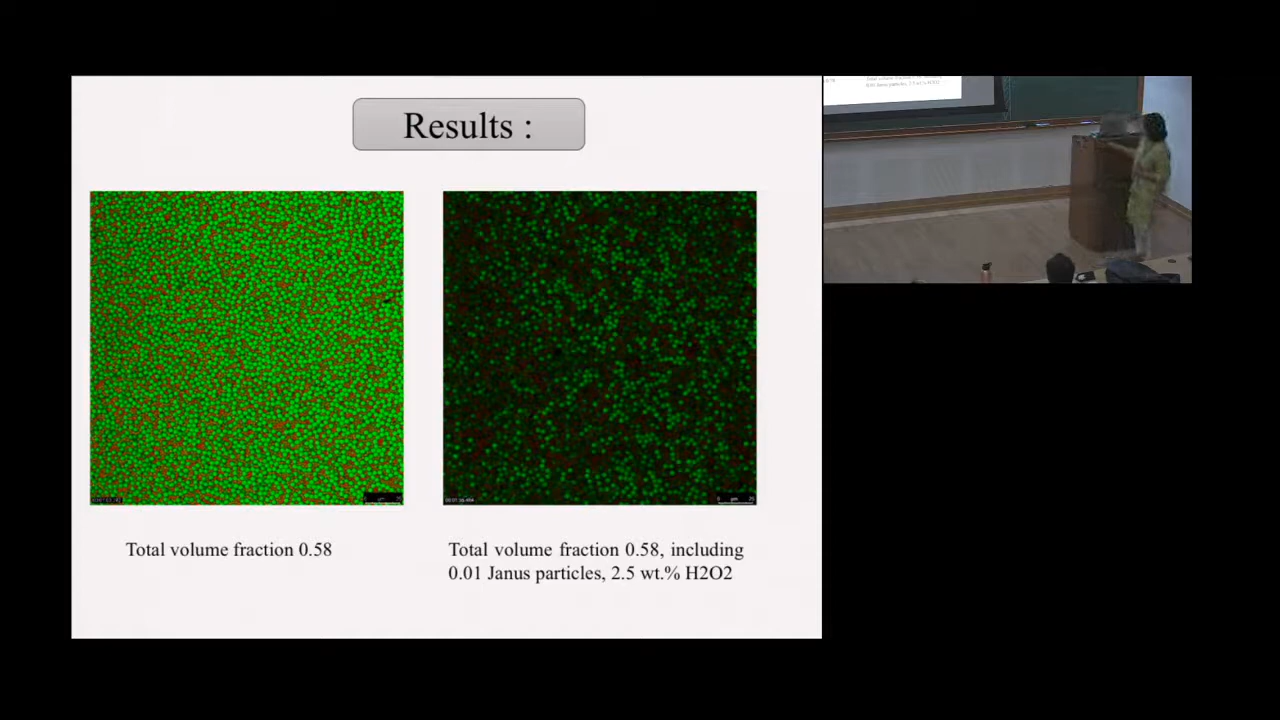 Results :
Total volume fraction 0.58
Total volume fraction 0.58, including
0.01 Janus particles, 2.5 wt.% H2O2